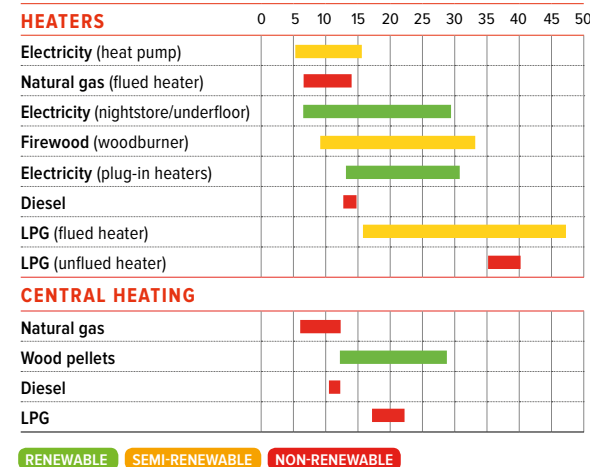 HEATERS 0 5 10 15 20 25 30 35 40 45 50
Electricity (heat pump)
Natural gas (flued heater)
Electricity (nightstore/underfloor)
Firewood (woodburner)
Electricity (plug-in heaters)
Diesel
LPG (flued heater)
LPG (unflued heater)
CENTRAL HEATING
Natural gas
Wood pellets
Diesel
LPG
RENEWABLE SEMI-RENEWABLE NON-RENEWABLE